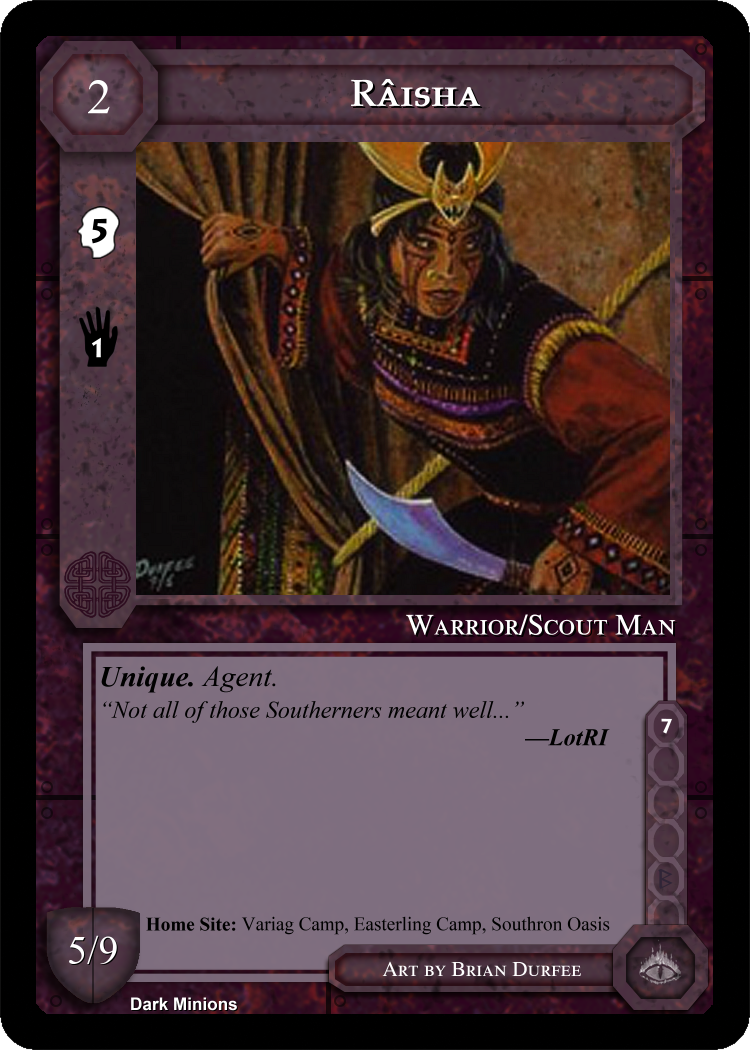 2
RÂISHA
5
1
DURFEE
WARRIOR/SCOUT MAN
Unique. Agent.
“Not all of those Southerners meant well...”
—LotRI
7
Home Site: Variag Camp, Easterling Camp, Southron Oasis
5/9
ART BY BRIAN DURFEE
Dark Minions